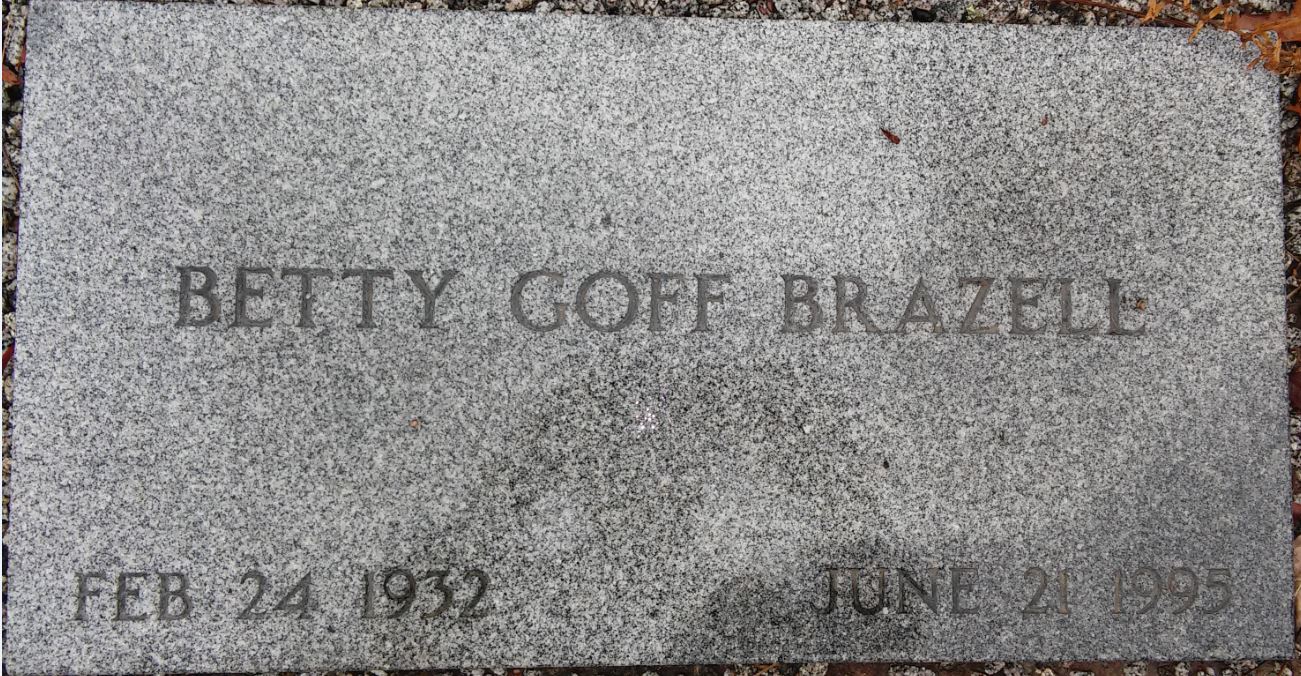 BETTY GOFF BRAZELL
FEB 24 1932 JUNE 21 1995